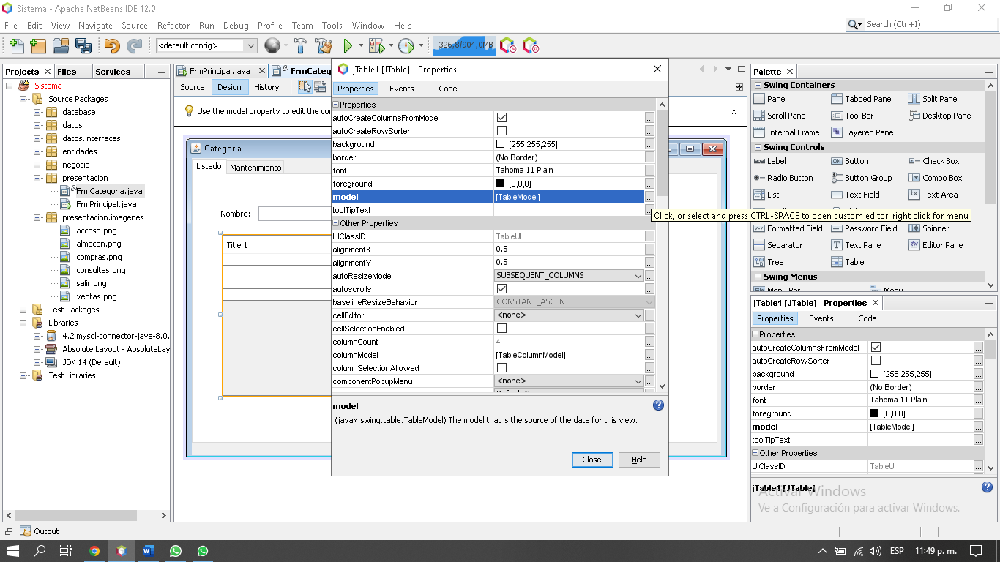 Sistema - Apache NetBeans IDE 12.0
File Edit View Navigate Source Refactor Run Debug Profile Team Tools Window Help
Search (Ctrl+I)
<default config>
326,8/904,0MB
Projects
Files
Services
Sistema
Source Packages
database
datos
datos.interfaces
entidades
negocio
presentacion
FrmCategoria.java
FrmPrincipal.java
presentacion.imagenes
acceso.png
almacen.png
compras.png
consultas.png
salir.png
ventas.png
Test Packages
Libraries
4.2 mysql-connector-java-8.0.
Absolute Layout - AbsoluteLay
JDK 14 (Default)
Test Libraries
FrmPrincipal.java
FrmCateg
Source Design History
Use the model property to edit the co
x
Categoria
Listado Mantenimiento
Nombre:
Title 1
jTable1 [JTable] - Properties
Properties Events Code
Properties
autoCreateColumnsFromModel
autoCreateRowSorter
background [255,255,255]
border (No Border)
font Tahoma 11 Plain
foreground [0,0,0]
model [TableModel]
toolTipText
Other Properties
UIClassID TableUI
alignmentX 0.5
alignmentY 0.5
autoResizeMode SUBSEQUENT_COLUMNS
autoscrolls
baselineResizeBehavior CONSTANT_ASCENT
cellEditor <none>
cellSelectionEnabled
columnCount 4
columnModel [TableColumnModel]
columnSelectionAllowed
componentPopupMenu <none>
model
(javax.swing.table.TableModel) The model that is the source of the data for this view.
Close Help
Click, or select and press CTRL-SPACE to open custom editor; right click for menu
Palette
Swing Containers
Panel Tabbed Pane Split Pane
Scroll Pane Tool Bar Desktop Pane
Internal Frame Layered Pane
Swing Controls
Label Button Check Box
Radio Button Button Group Combo Box
List Text Field Text Area
Formatted Field Password Field Spinner
Separator Text Pane Editor Pane
Tree Table
Swing Menus
Menu Bar Menu
jTable1 [JTable] - Properties
Properties Events Code
Properties
autoCreateColumnsFromModel
autoCreateRowSorter
background [255,255,255]
border (No Border)
font Tahoma 11 Plain
foreground [0,0,0]
model [TableModel]
toolTipText
Other Properties
UIClassID TableUI
jTable1 [JTable]
Activar Windows
Ve a Configuración para activar Windows.
Output
ESP 11:49 p. m.